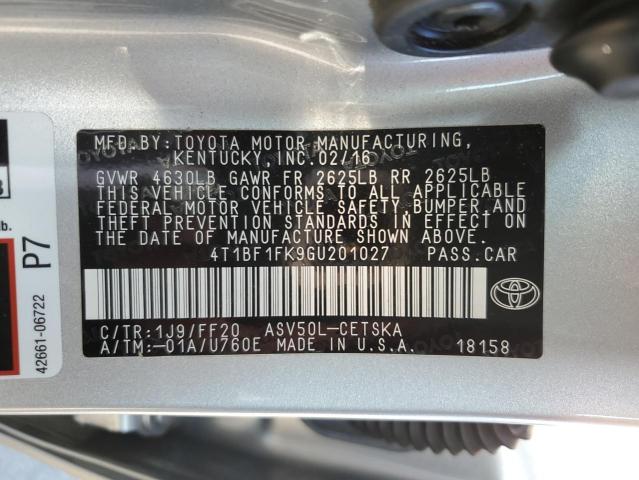 MFD.BY:TOYOTA MOTOR MANUFACTURING,
KENTUCKY, INC.02/16
GVWR 4630LB GAWR FR 2625LB RR 2625LB
THIS VEHICLE CONFORMS TO ALL APPLICABLE
FEDERAL MOTOR VEHICLE SAFETY, BUMPER, AND
THEFT PREVENTION STANDARDS IN EFFECT ON
THE DATE OF MANUFACTURE SHOWN ABOVE.
4T1BF1FK9GU201027 PASS.CAR
C/TR:1J9/FF20 ASV50L-CETSKA
A/TM:-01A/U760E MADE IN U.S.A. 18158
TOYOTA
P7
42661-06722